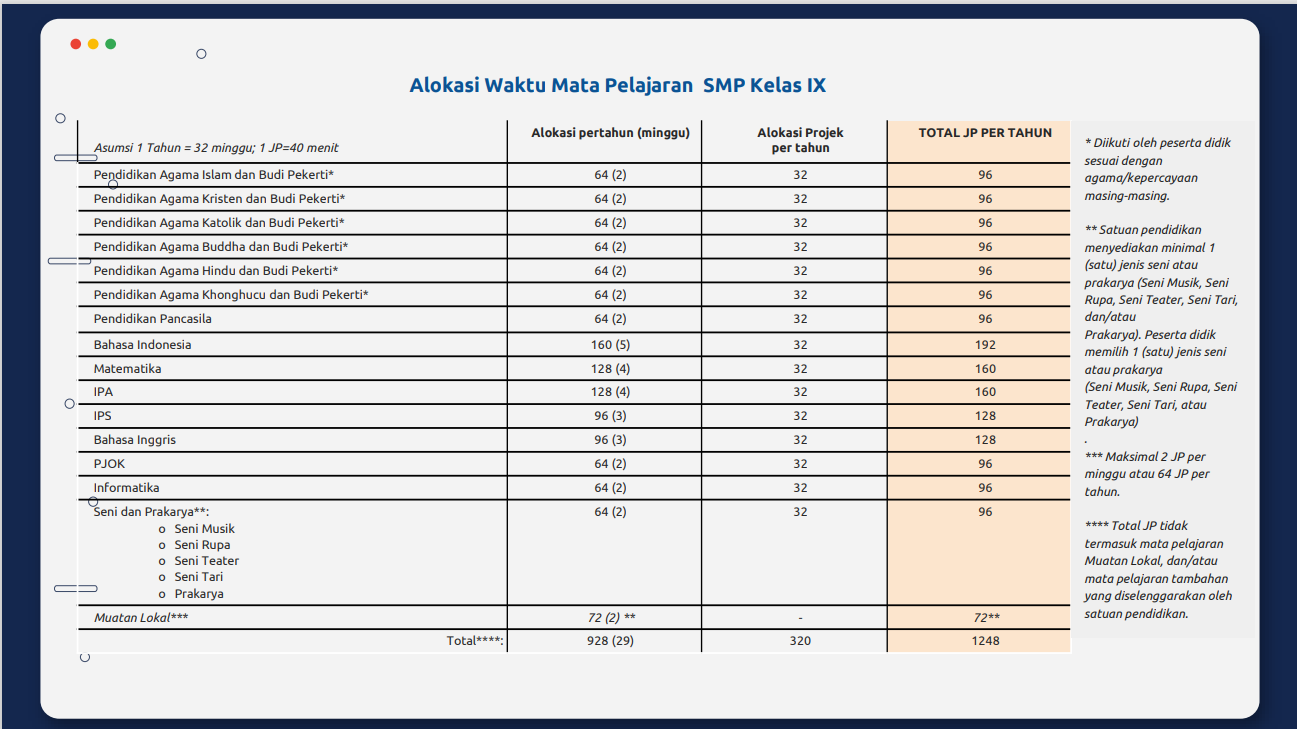 Alokasi Waktu Mata Pelajaran SMP Kelas IX
Asumsi 1 Tahun = 32 minggu; 1 JP=40 menit
Alokasi pertahun (minggu)
Alokasi Projek
per tahun
TOTAL JP PER TAHUN
Pendidikan Agama Islam dan Budi Pekerti* 64 (2) 32 96
Pendidikan Agama Kristen dan Budi Pekerti* 64 (2) 32 96
Pendidikan Agama Katolik dan Budi Pekerti* 64 (2) 32 96
Pendidikan Agama Buddha dan Budi Pekerti* 64 (2) 32 96
Pendidikan Agama Hindu dan Budi Pekerti* 64 (2) 32 96
Pendidikan Agama Khonghucu dan Budi Pekerti* 64 (2) 32 96
Pendidikan Pancasila 64 (2) 32 96
Bahasa Indonesia 160 (5) 32 192
Matematika 128 (4) 32 160
IPA 128 (4) 32 160
IPS 96 (3) 32 128
Bahasa Inggris 96 (3) 32 128
PJOK 64 (2) 32 96
Informatika 64 (2) 32 96
Seni dan Prakarya**: 64 (2) 32 96
o Seni Musik
o Seni Rupa
o Seni Teater
o Seni Tari
o Prakarya
Muatan Lokal*** 72 (2) ** - 72**
Total****: 928 (29) 320 1248
* Diikuti oleh peserta didik
sesuai dengan
agama/kepercayaan
masing-masing.
** Satuan pendidikan
menyediakan minimal 1
(satu) jenis seni atau
prakarya (Seni Musik, Seni
Rupa, Seni Teater, Seni Tari,
dan/atau
Prakarya). Peserta didik
memilih 1 (satu) jenis seni
atau prakarya
(Seni Musik, Seni Rupa, Seni
Teater, Seni Tari, atau
Prakarya)
.
*** Maksimal 2 JP per
minggu atau 64 JP per
tahun.
**** Total JP tidak
termasuk mata pelajaran
Muatan Lokal, dan/atau
mata pelajaran tambahan
yang diselenggarakan oleh
satuan pendidikan.